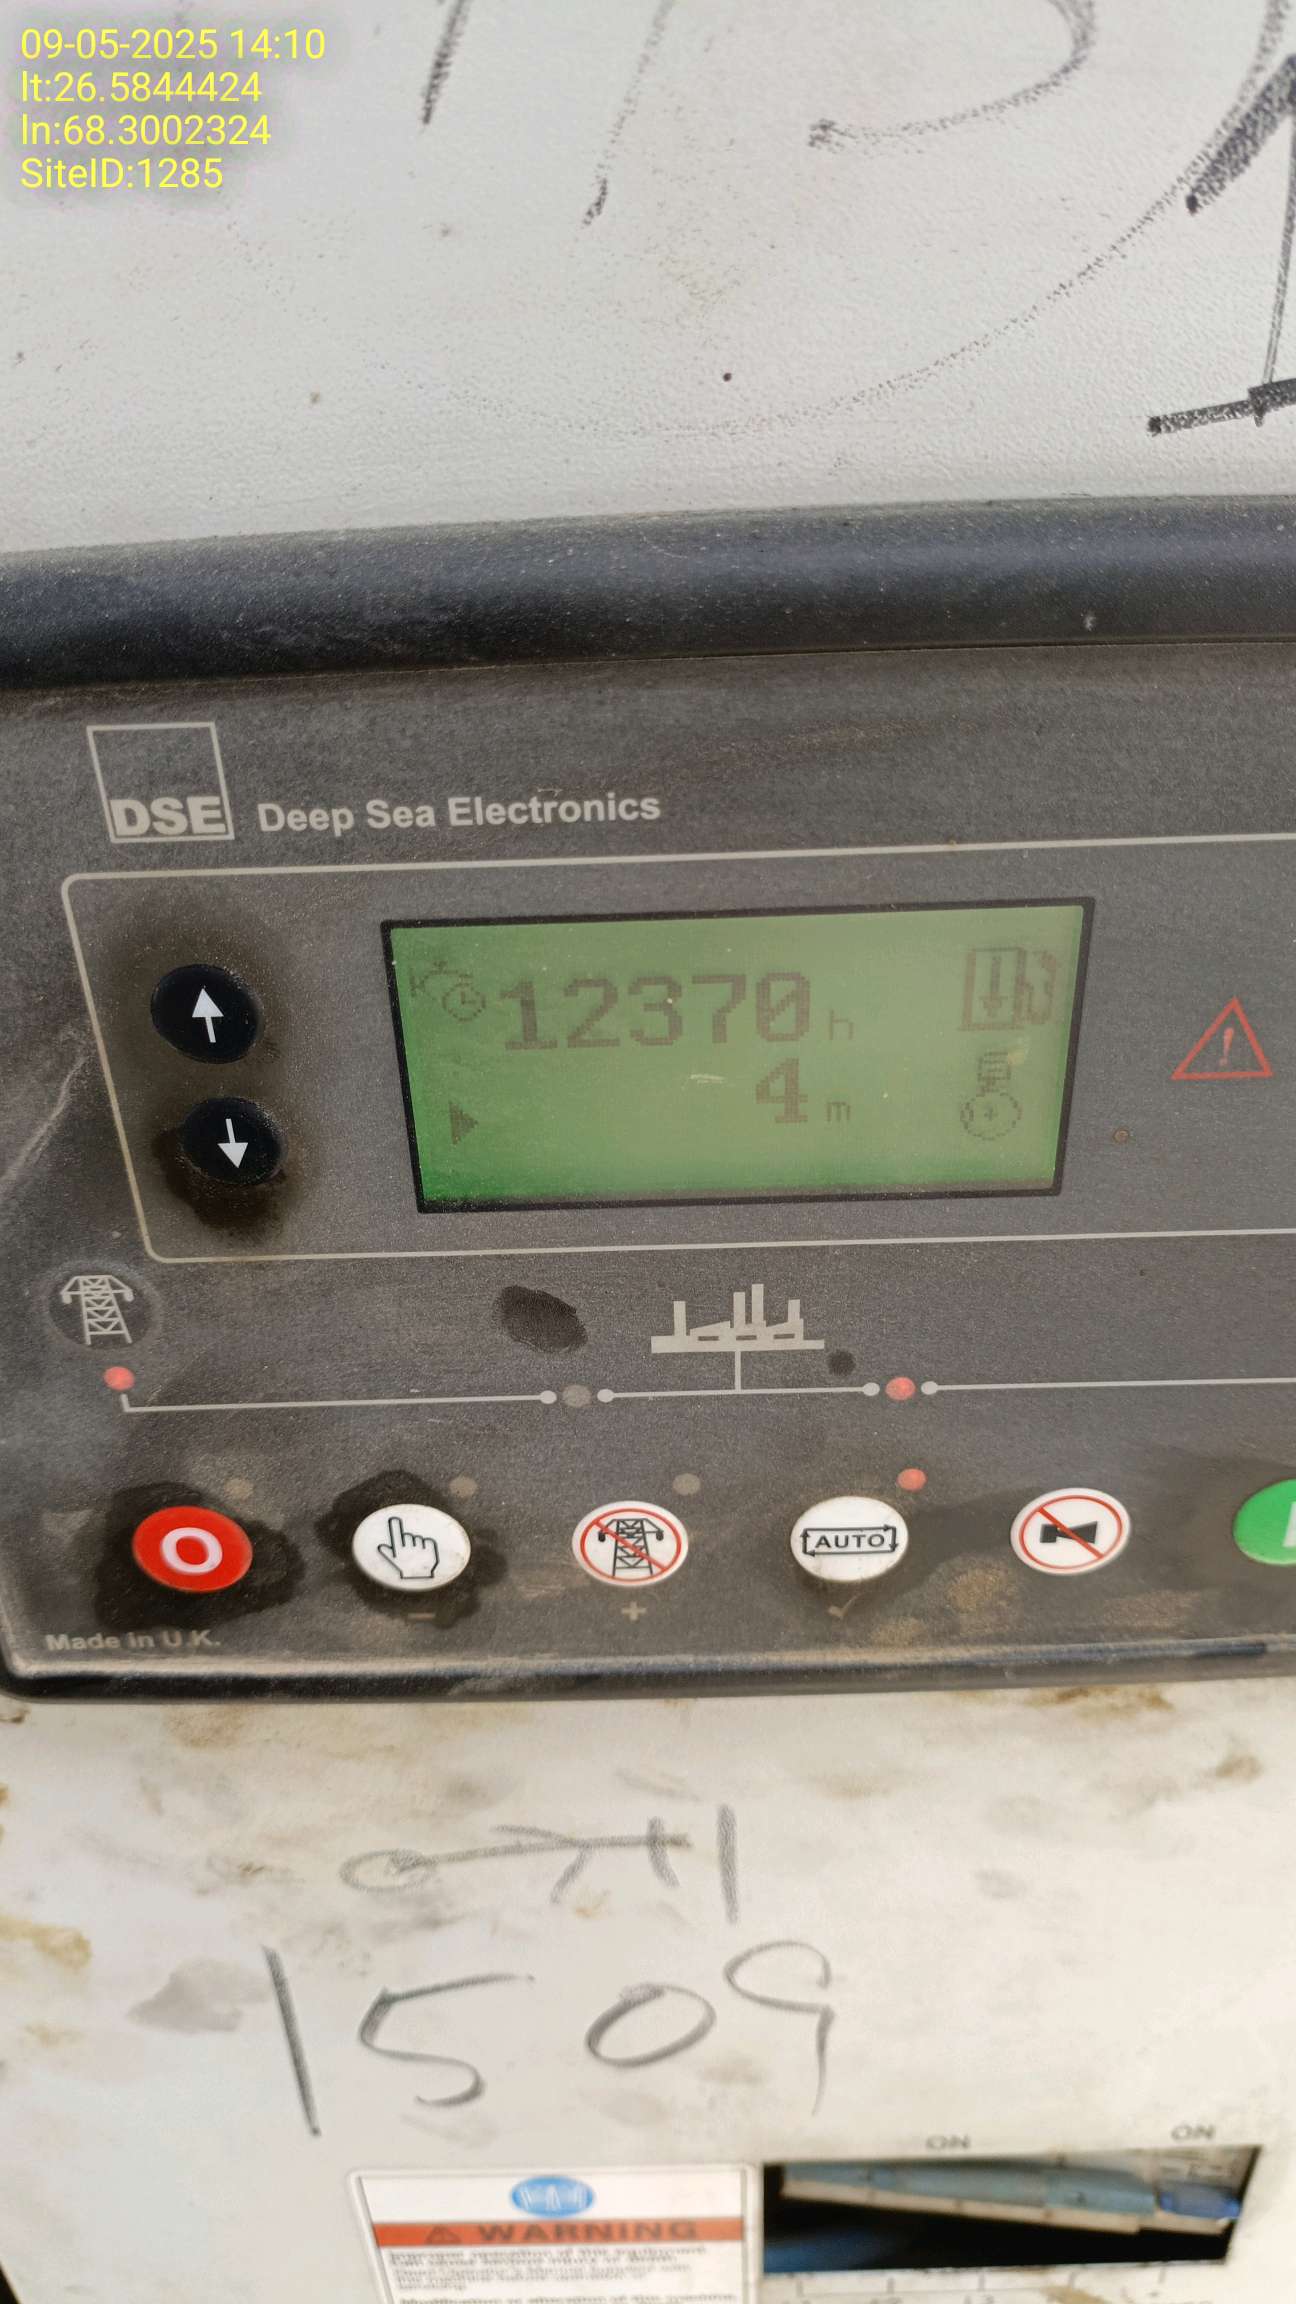 09-05-2025 14:10
lt:26.5844424
ln:68.3002324
SiteID:1285
DSE Deep Sea Electronics
12370 h
4 m
O
AUTO
- + ✓
Made in U.K.
1509
ON ON
WARNING